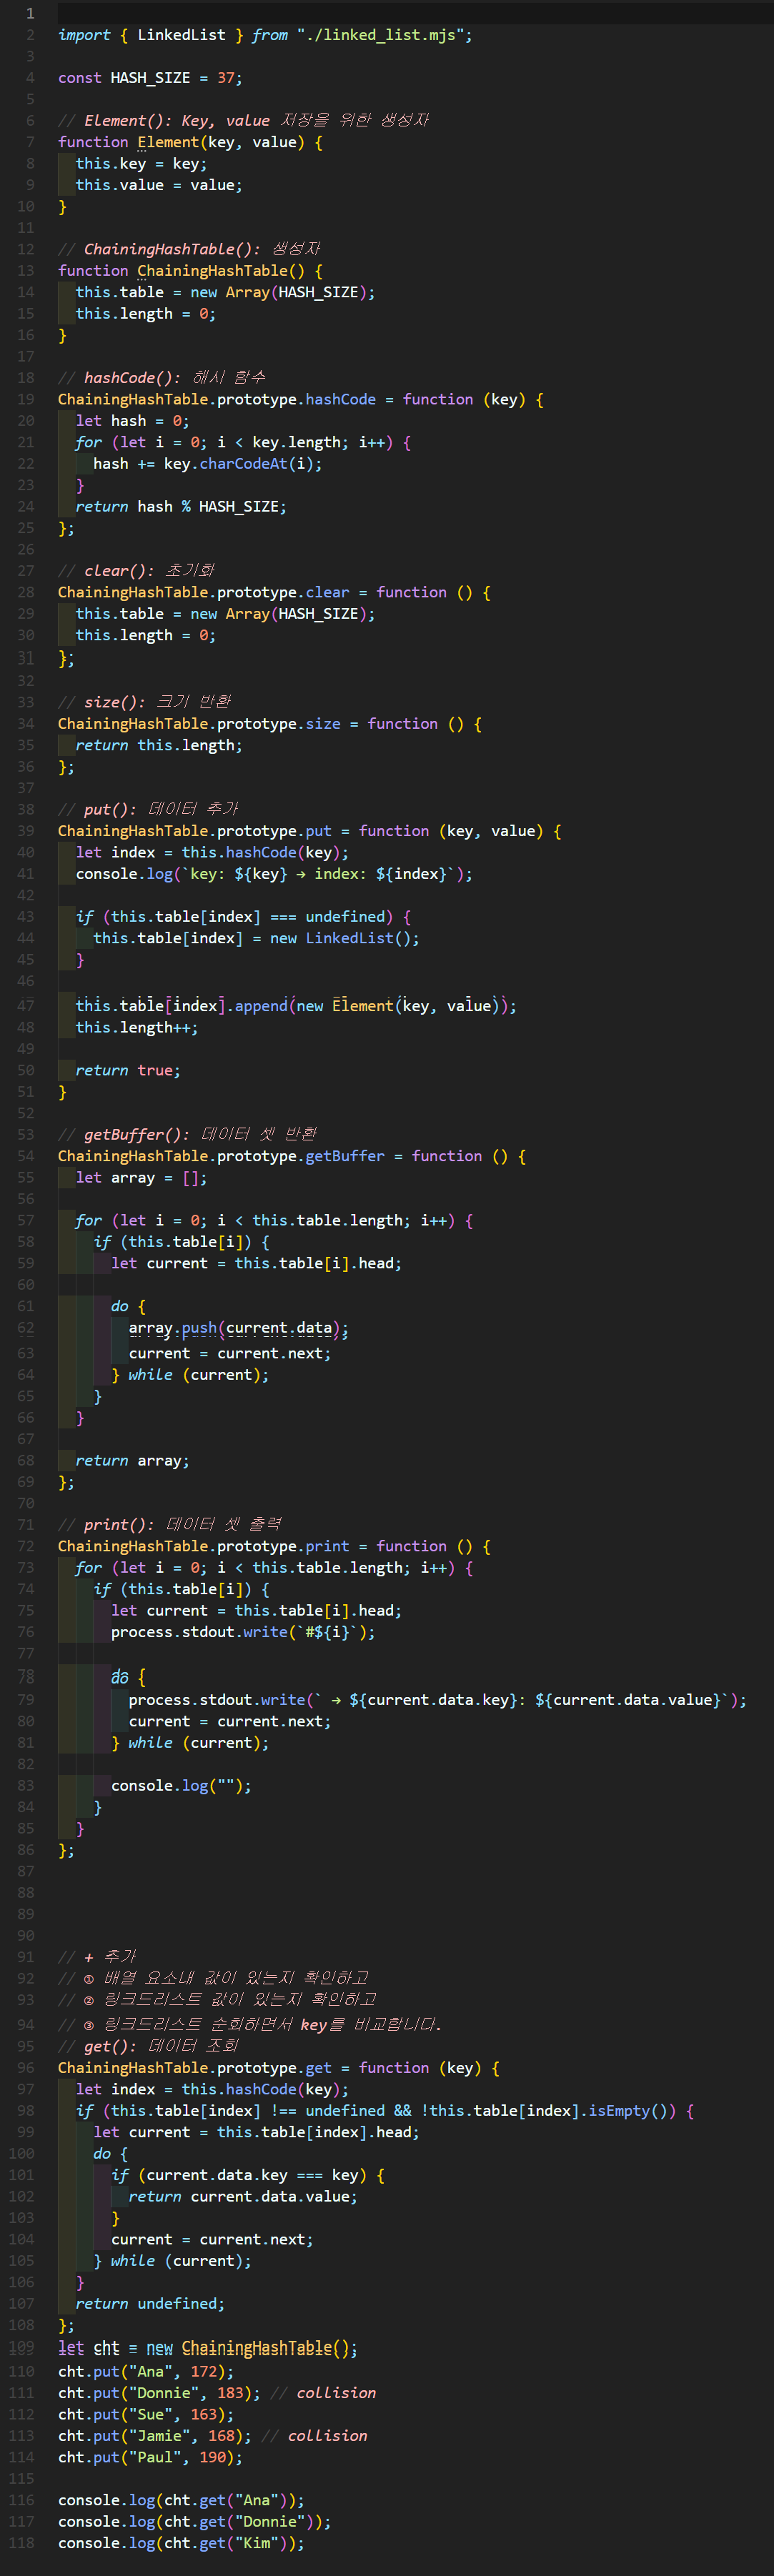 1
2 import { LinkedList } from "./linked_list.mjs";
3
4 const HASH_SIZE = 37;
5
6 // Element(): Key, value 저장을 위한 생성자
7 function Element(key, value) {
8 this.key = key;
9 this.value = value;
10 }
11
12 // ChainingHashTable(): 생성자
13 function ChainingHashTable() {
14 this.table = new Array(HASH_SIZE);
15 this.length = 0;
16 }
17
18 // hashCode(): 해시 함수
19 ChainingHashTable.prototype.hashCode = function (key) {
20 let hash = 0;
21 for (let i = 0; i < key.length; i++) {
22 hash += key.charCodeAt(i);
23 }
24 return hash % HASH_SIZE;
25 };
26
27 // clear(): 초기화
28 ChainingHashTable.prototype.clear = function () {
29 this.table = new Array(HASH_SIZE);
30 this.length = 0;
31 };
32
33 // size(): 크기 반환
34 ChainingHashTable.prototype.size = function () {
35 return this.length;
36 };
37
38 // put(): 데이터 추가
39 ChainingHashTable.prototype.put = function (key, value) {
40 let index = this.hashCode(key);
41 console.log(`key: ${key} → index: ${index}`);
42
43 if (this.table[index] === undefined) {
44 this.table[index] = new LinkedList();
45 }
46
47 this.table[index].append(new Element(key, value));
48 this.length++;
49
50 return true;
51 }
52
53 // getBuffer(): 데이터 셋 반환
54 ChainingHashTable.prototype.getBuffer = function () {
55 let array = [];
56
57 for (let i = 0; i < this.table.length; i++) {
58 if (this.table[i]) {
59 let current = this.table[i].head;
60
61 do {
62 array.push(current.data);
63 current = current.next;
64 } while (current);
65 }
66 }
67
68 return array;
69 };
70
71 // print(): 데이터 셋 출력
72 ChainingHashTable.prototype.print = function () {
73 for (let i = 0; i < this.table.length; i++) {
74 if (this.table[i]) {
75 let current = this.table[i].head;
76 process.stdout.write(`#${i}`);
77
78 do {
79 process.stdout.write(` → ${current.data.key}: ${current.data.value}`);
80 current = current.next;
81 } while (current);
82
83 console.log("");
84 }
85 }
86 };
87
88
89
90
91 // + 추가
92 // ① 배열 요소내 값이 있는지 확인하고
93 // ② 링크드리스트 값이 있는지 확인하고
94 // ③ 링크드리스트 순회하면서 key를 비교합니다.
95 // get(): 데이터 조회
96 ChainingHashTable.prototype.get = function (key) {
97 let index = this.hashCode(key);
98 if (this.table[index] !== undefined && !this.table[index].isEmpty()) {
99 let current = this.table[index].head;
100 do {
101 if (current.data.key === key) {
102 return current.data.value;
103 }
104 current = current.next;
105 } while (current);
106 }
107 return undefined;
108 };
109 let cht = new ChainingHashTable();
110 cht.put("Ana", 172);
111 cht.put("Donnie", 183); // collision
112 cht.put("Sue", 163);
113 cht.put("Jamie", 168); // collision
114 cht.put("Paul", 190);
115
116 console.log(cht.get("Ana"));
117 console.log(cht.get("Donnie"));
118 console.log(cht.get("Kim"));